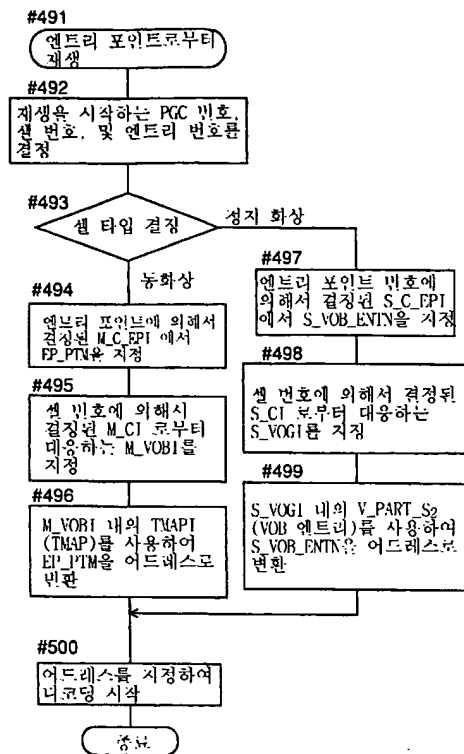 #491
엔트리 포인트로부터
재생
#492
재생을 시작하는 PGC 번호,
셀 번호, 및 엔트리 번호를
결정
#493
셀 타입 결정
정지 화상
동화상
#494
엔트리 포인트에 의해서
결정된 M_C_EPI 에서
EP_PTM을 지정
#495
셀 번호에 의해서
결정된 M_CI 로부터
대응하는 M_VOBI를
지정
#496
M_VOBI 내의 TMAPI
(TMAP)를 사용하여
EP_PTM을 어드레스로
변환
#497
엔트리 포인트 번호에
의해서 결정된 S_C_EPI
에서 S_VOB_ENTN을 지정
#498
셀 번호에 의해서 결정된
S_CI 로부터 대응하는
S_VOGI를 지정
#499
S_VOGI 내의 V_PART_S2
(VOB 엔트리)를 사용하여
S_VOB_ENTN을 어드레스로
변환
#500
어드레스를 지정하여
디코딩 시작
종료